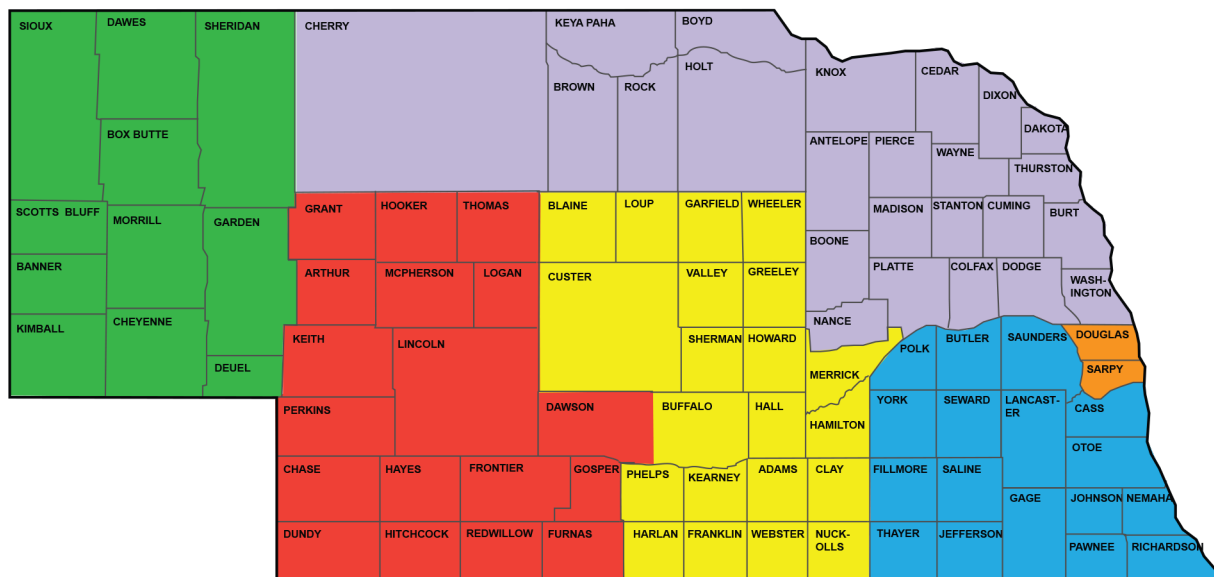 SIOUX
DAWES
SHERIDAN
CHERRY
KEYA PAHA
BOYD
HOLT
BROWN
ROCK
KNOX
CEDAR
DIXON
DAKOTA
BOX BUTTE
ANTELOPE
PIERCE
WAYNE
THURSTON
SCOTTS BLUFF
MORRILL
GARDEN
GRANT
HOOKER
THOMAS
BLAINE
LOUP
GARFIELD
WHEELER
MADISON
STANTON
CUMING
BURT
BOONE
BANNER
ARTHUR
MCPHERSON
LOGAN
CUSTER
VALLEY
GREELEY
PLATTE
COLFAX
DODGE
WASH-
INGTON
KIMBALL
CHEYENNE
NANCE
KEITH
LINCOLN
SHERMAN
HOWARD
POLK
BUTLER
SAUNDERS
DOUGLAS
DEUEL
MERRICK
SARPY
PERKINS
DAWSON
BUFFALO
HALL
HAMILTON
YORK
SEWARD
LANCAST-
ER
CASS
OTOE
CHASE
HAYES
FRONTIER
GOSPER
PHELPS
KEARNEY
ADAMS
CLAY
FILLMORE
SALINE
GAGE
JOHNSON
NEMAHA
DUNDY
HITCHCOCK
REDWILLOW
FURNAS
HARLAN
FRANKLIN
WEBSTER
NUCK-
OLLS
THAYER
JEFFERSON
PAWNEE
RICHARDSON